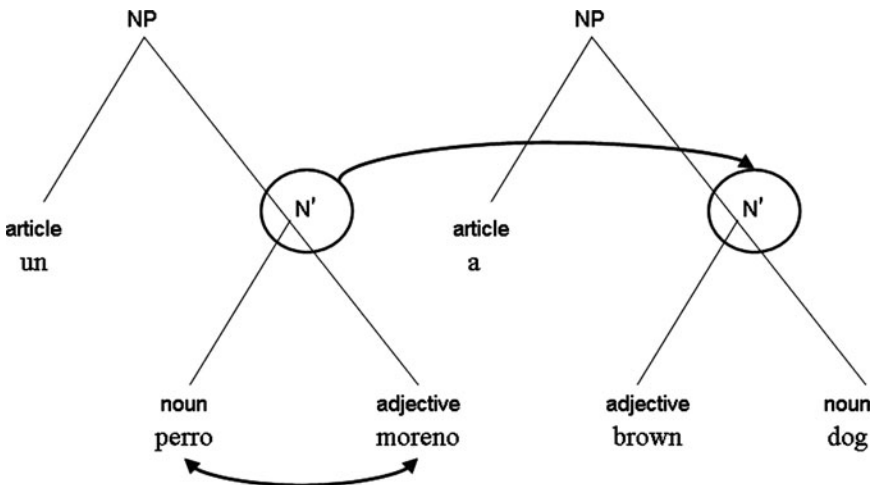 NP NP
N' N'
article article
un a
noun adjective adjective noun
perro moreno brown dog